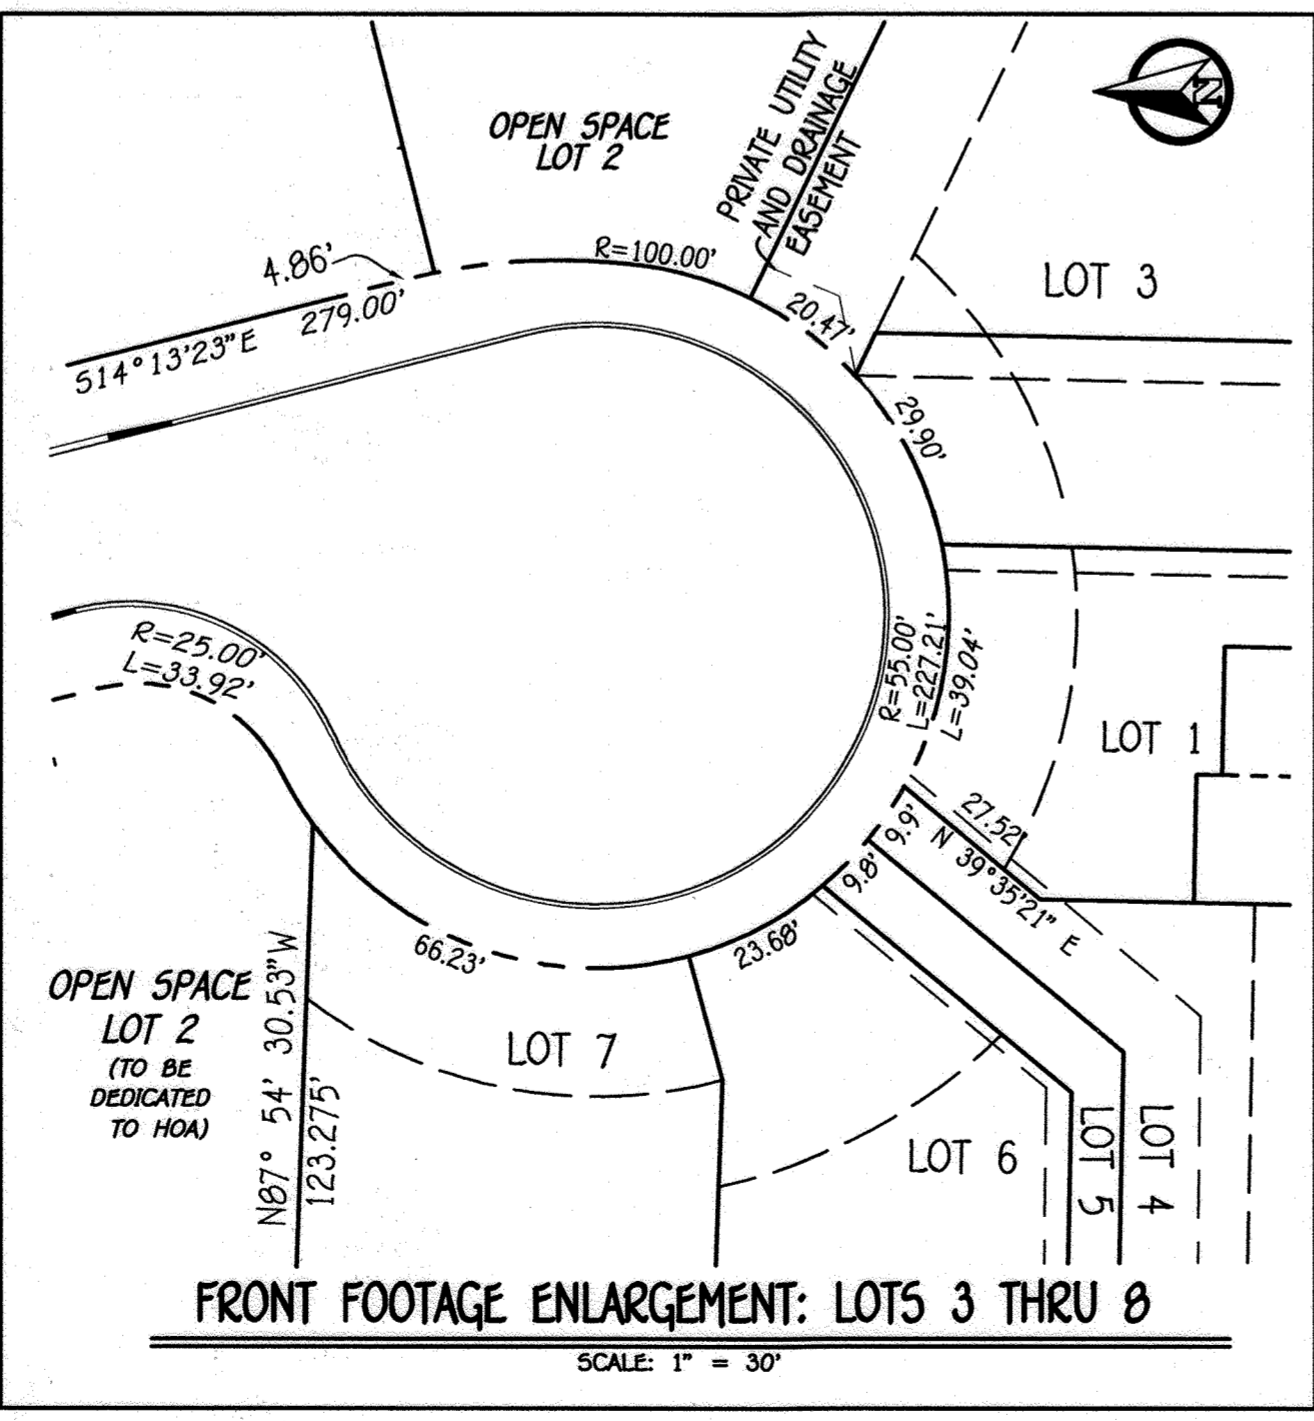 N
OPEN SPACE
LOT 2
PRIVATE UTILITY
AND DRAINAGE
EASEMENT
LOT 3
4.86'
R=100.00'
S14°13'23"E 279.00'
20.47'
29.90'
R=25.00'
L=33.92'
R=55.00'
L=227.21'
L=39.04'
LOT 1
27.52'
N 39°35'21" E
9.9'
9.8'
23.68'
66.23'
OPEN SPACE
LOT 2
(TO BE
DEDICATED
TO HOA)
N87° 54' 30.53"W
123.275'
LOT 7
LOT 6
LOT 5
LOT 4
FRONT FOOTAGE ENLARGEMENT: LOTS 3 THRU 8
SCALE: 1" = 30'